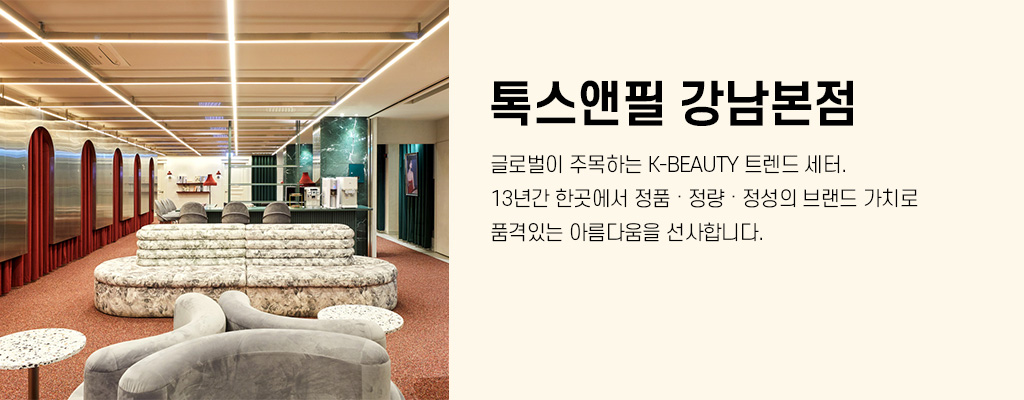 톡스앤필 강남본점
글로벌이 주목하는 K-BEAUTY 트렌드 세터.
13년간 한곳에서 정품 · 정량 · 정성의 브랜드 가치로
품격있는 아름다움을 선사합니다.